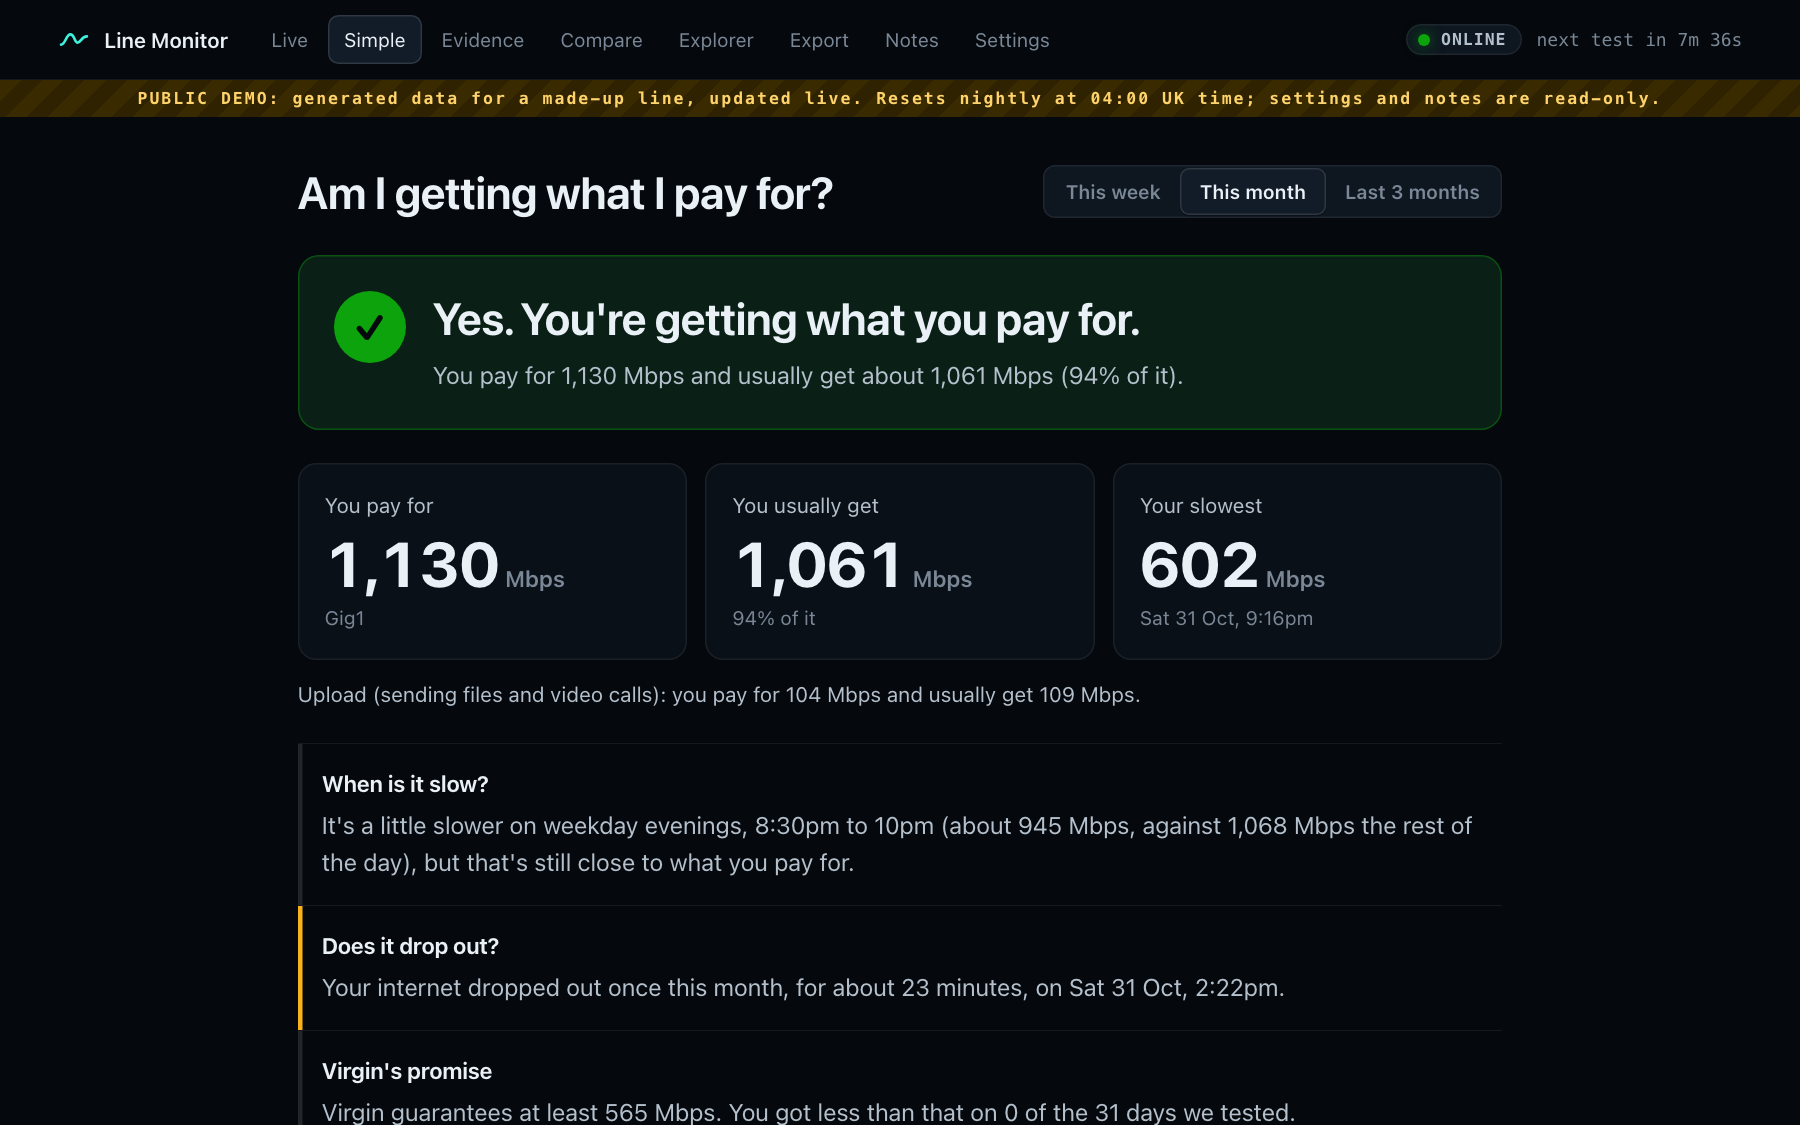 Line Monitor
Live
Simple
Evidence
Compare
Explorer
Export
Notes
Settings
ONLINE
next test in 7m 36s
PUBLIC DEMO: generated data for a made-up line, updated live. Resets nightly at 04:00 UK time; settings and notes are read-only.
Am I getting what I pay for?
This week
This month
Last 3 months
Yes. You're getting what you pay for.
You pay for 1,130 Mbps and usually get about 1,061 Mbps (94% of it).
You pay for
1,130 Mbps
Gig1
You usually get
1,061 Mbps
94% of it
Your slowest
602 Mbps
Sat 31 Oct, 9:16pm
Upload (sending files and video calls): you pay for 104 Mbps and usually get 109 Mbps.
When is it slow?
It's a little slower on weekday evenings, 8:30pm to 10pm (about 945 Mbps, against 1,068 Mbps the rest of
the day), but that's still close to what you pay for.
Does it drop out?
Your internet dropped out once this month, for about 23 minutes, on Sat 31 Oct, 2:22pm.
Virgin's promise
Virgin guarantees at least 565 Mbps. You got less than that on 0 of the 31 days we tested.